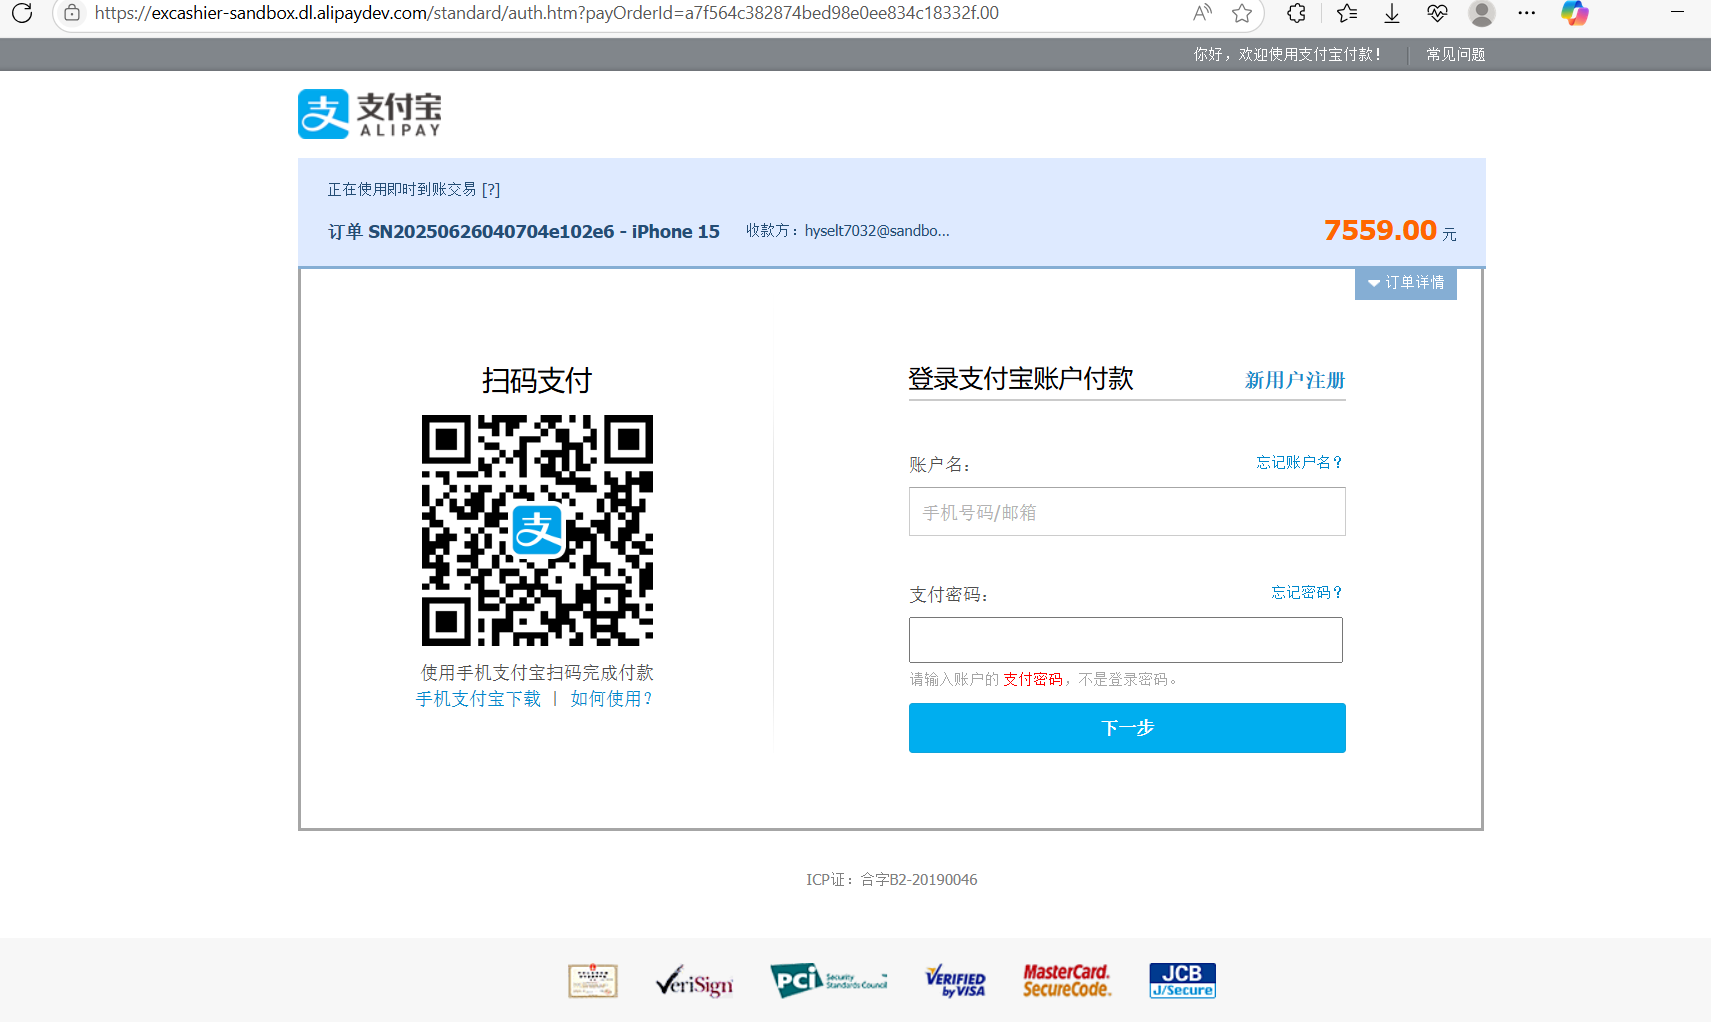 https://excashier-sandbox.dl.alipaydev.com/standard/auth.htm?payOrderId=a7f564c382874bed98e0ee834c18332f.00
你好，欢迎使用支付宝付款！ 常见问题
支付宝
ALIPAY
正在使用即时到账交易 [?]
订单 SN20250626040704e102e6 - iPhone 15 收款方：hyselt7032@sandbo... 7559.00 元
订单详情
扫码支付
支
使用手机支付宝扫码完成付款
手机支付宝下载 | 如何使用？
登录支付宝账户付款 新用户注册
账户名： 忘记账户名？
手机号码/邮箱
支付密码： 忘记密码？
请输入账户的 支付密码，不是登录密码。
下一步
ICP证：合字B2-20190046
VeriSign
PCI Security Standards Council
VERIFIED by VISA
MasterCard. SecureCode.
JCB J/Secure